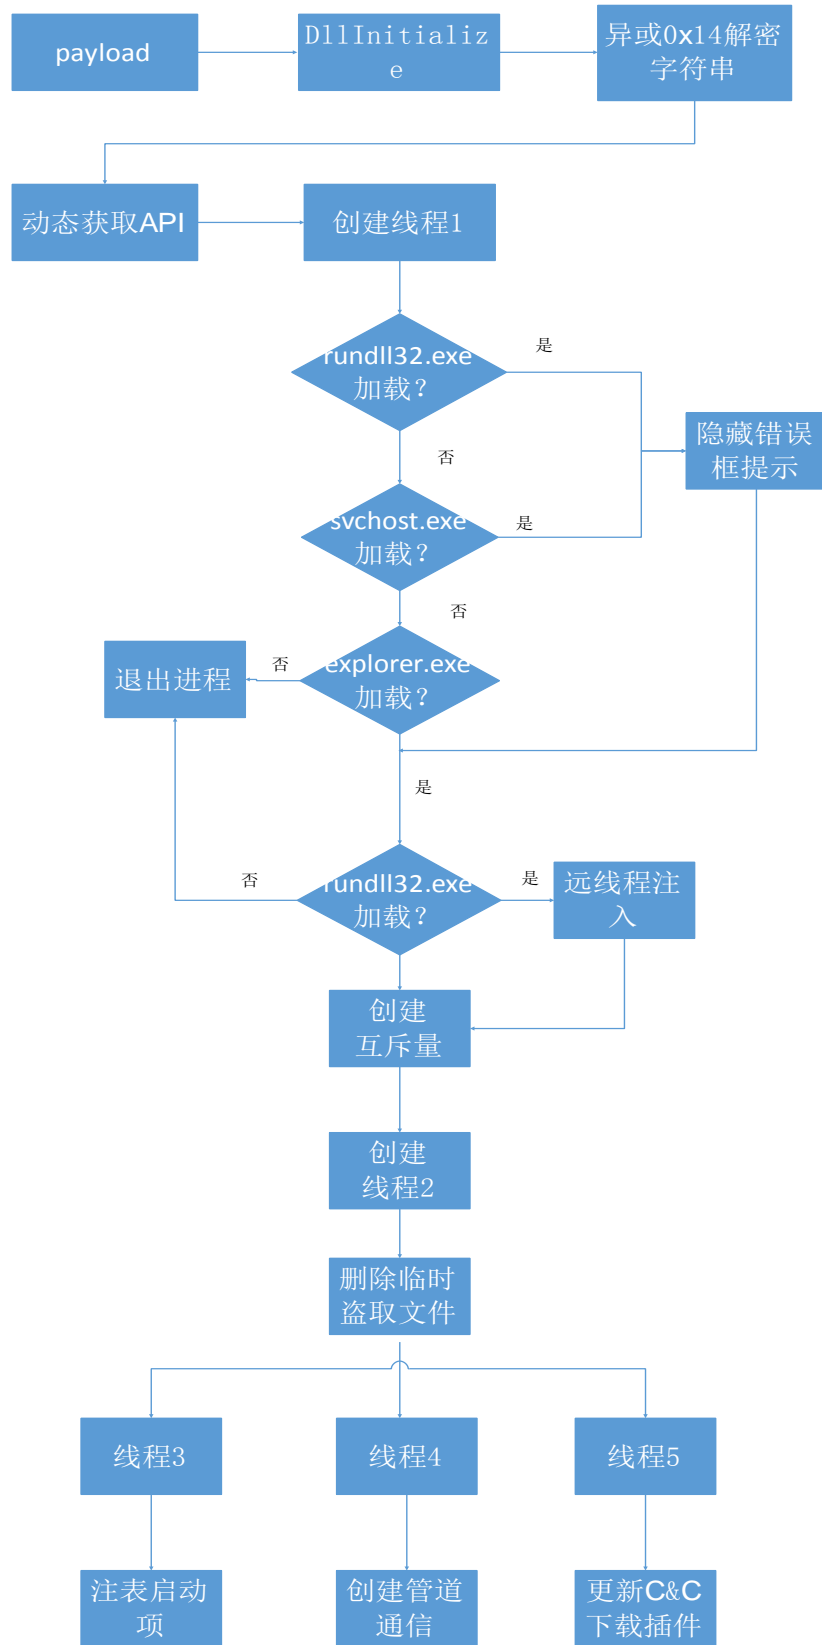 payload
DllInitializ
e
异或0x14解密
字符串
动态获取API
创建线程1
rundll32.exe
加载?
是
隐藏错误
框提示
否
svchost.exe
加载?
是
否
explorer.exe
加载?
否
退出进程
是
rundll32.exe
加载?
否
是
远线程注
入
创建
互斥量
创建
线程2
删除临时
盗取文件
线程3
线程4
线程5
注表启动
项
创建管道
通信
更新C&C
下载插件